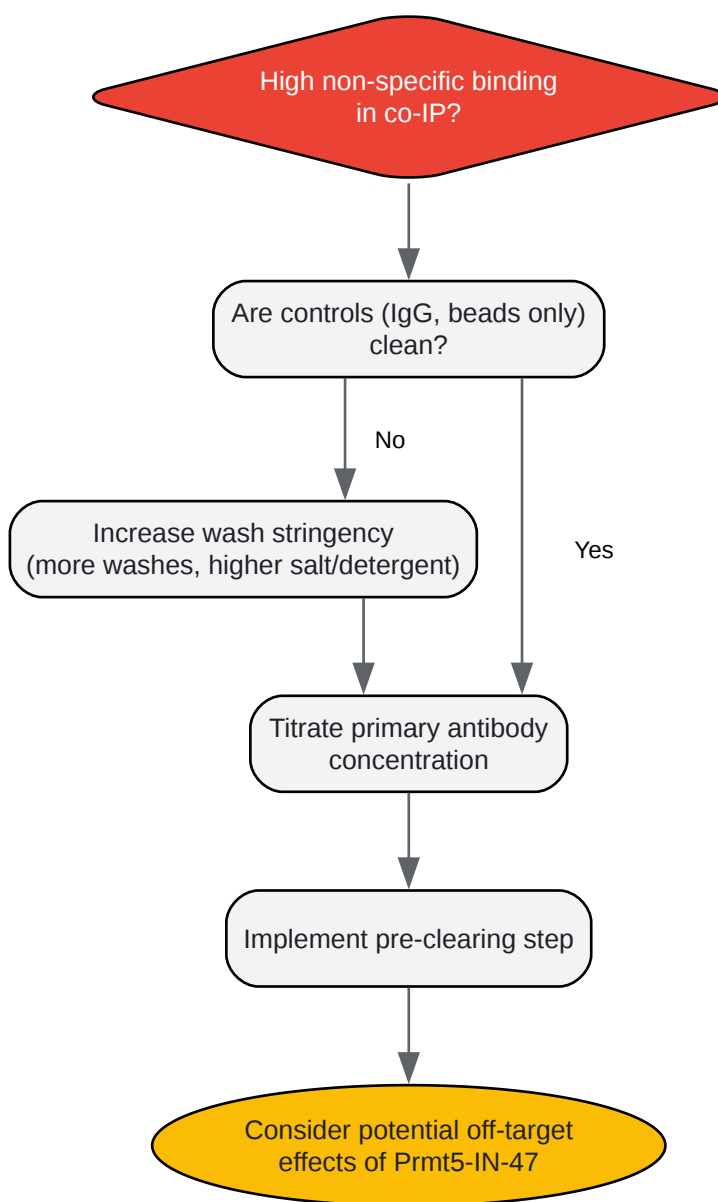 High non-specific binding
in co-IP?
Are controls (IgG, beads only)
clean?
No
Increase wash stringency
(more washes, higher salt/detergent)
Yes
Titrate primary antibody
concentration
Implement pre-clearing step
Consider potential off-target
effects of Prmt5-IN-47